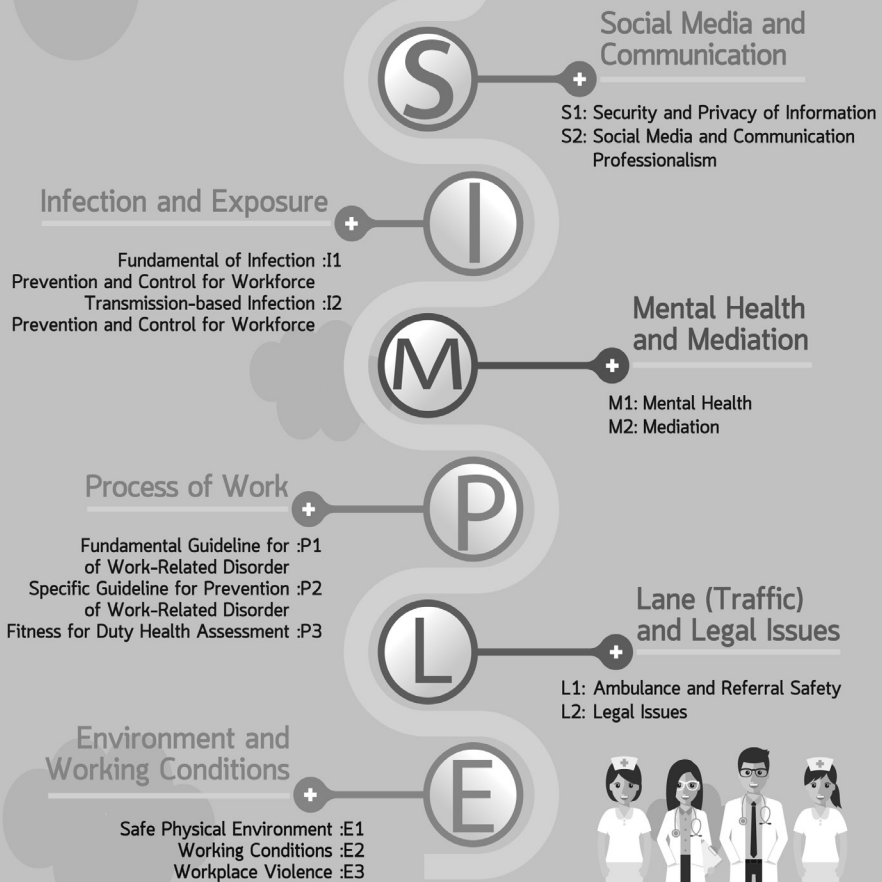 S
Social Media and
Communication
S1: Security and Privacy of Information
S2: Social Media and Communication
Professionalism
I
Infection and Exposure
Fundamental of Infection :I1
Prevention and Control for Workforce
Transmission-based Infection :I2
Prevention and Control for Workforce
M
Mental Health
and Mediation
M1: Mental Health
M2: Mediation
P
Process of Work
Fundamental Guideline for :P1
of Work-Related Disorder
Specific Guideline for Prevention :P2
of Work-Related Disorder
Fitness for Duty Health Assessment :P3
L
Lane (Traffic)
and Legal Issues
L1: Ambulance and Referral Safety
L2: Legal Issues
E
Environment and
Working Conditions
Safe Physical Environment :E1
Working Conditions :E2
Workplace Violence :E3